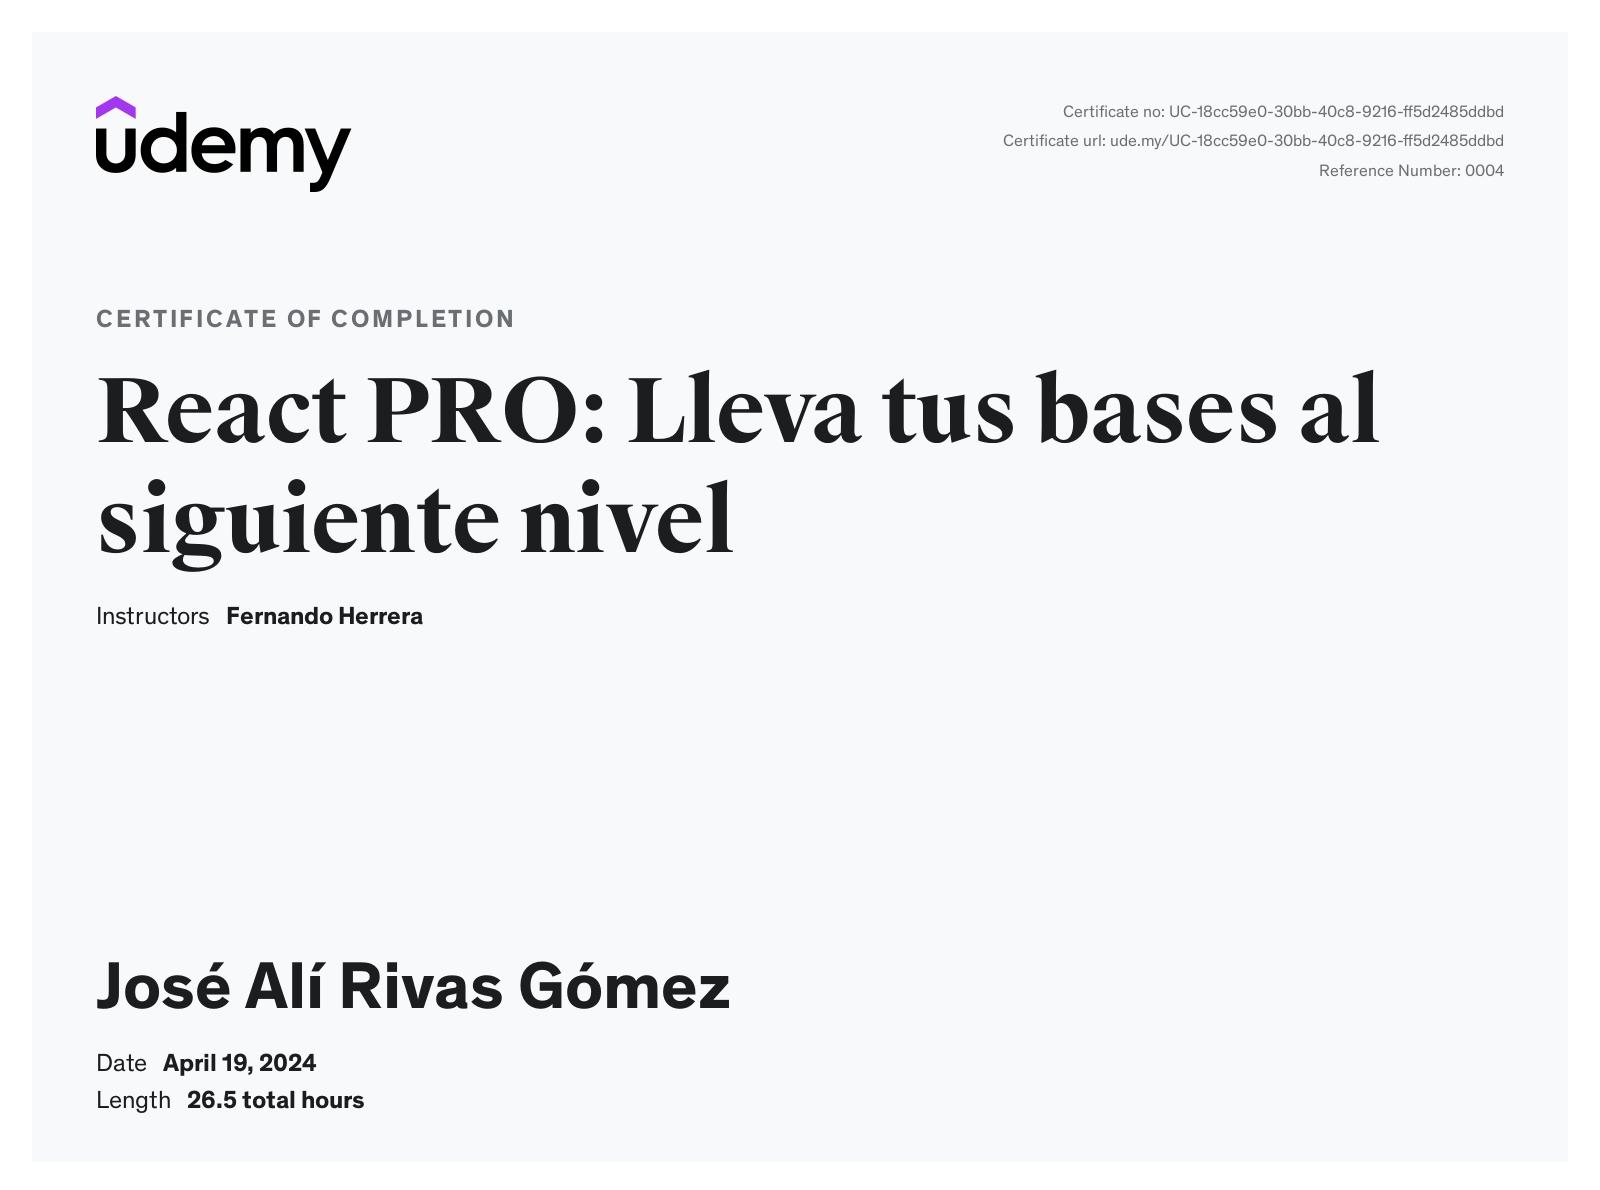 udemy
Certificate no: UC-18cc59e0-30bb-40c8-9216-ff5d2485ddbd
Certificate url: ude.my/UC-18cc59e0-30bb-40c8-9216-ff5d2485ddbd
Reference Number: 0004
CERTIFICATE OF COMPLETION
React PRO: Lleva tus bases al
siguiente nivel
Instructors Fernando Herrera
José Alí Rivas Gómez
Date April 19, 2024
Length 26.5 total hours